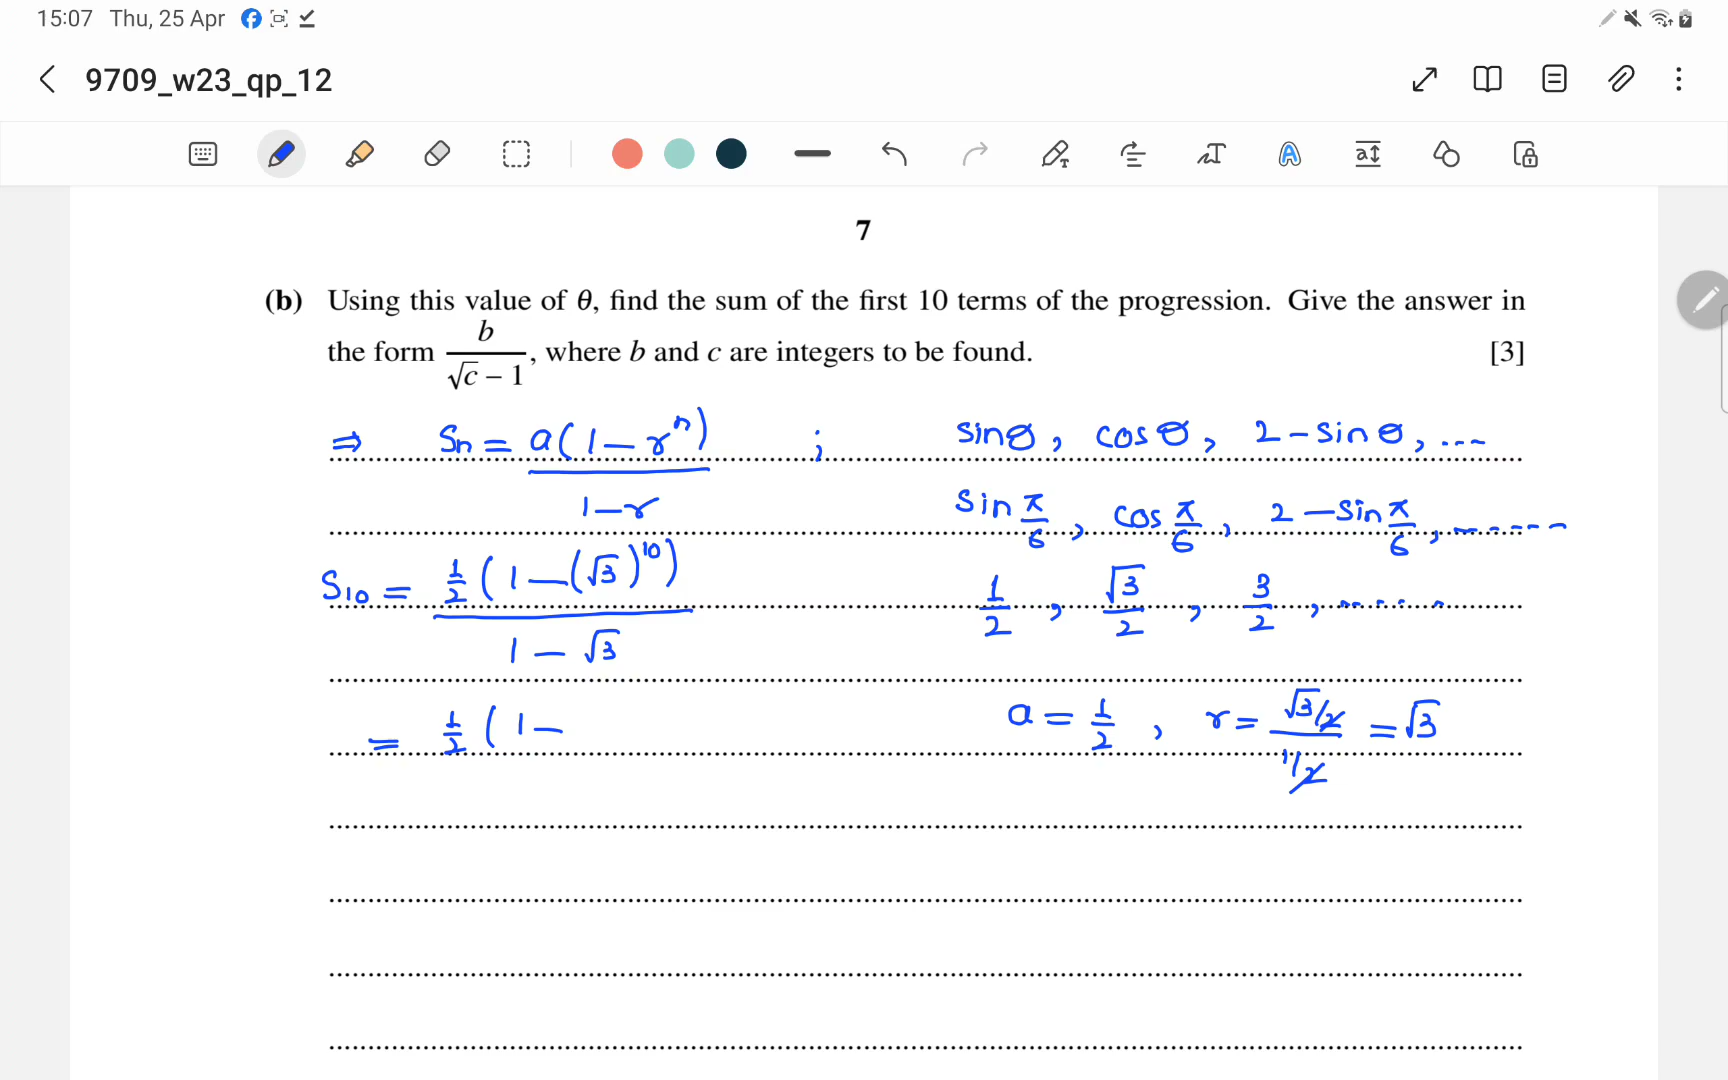 15:07 Thu, 25 Apr
9709_w23_qp_12
7
(b) Using this value of θ, find the sum of the first 10 terms of the progression. Give the answer in
the form b/(√c – 1), where b and c are integers to be found. [3]
⇒ Sn = a(1 – r^n)/(1 – r) ; sinθ, cosθ, 2 – sinθ, ...
sin π/6, cos π/6, 2 – sin π/6, ......
S10 = 1/2(1 – (√3)^10)/(1 – √3) 1/2, √3/2, 3/2, .....
= 1/2(1 – a = 1/2, r = (√3/2)/(1/2) = √3